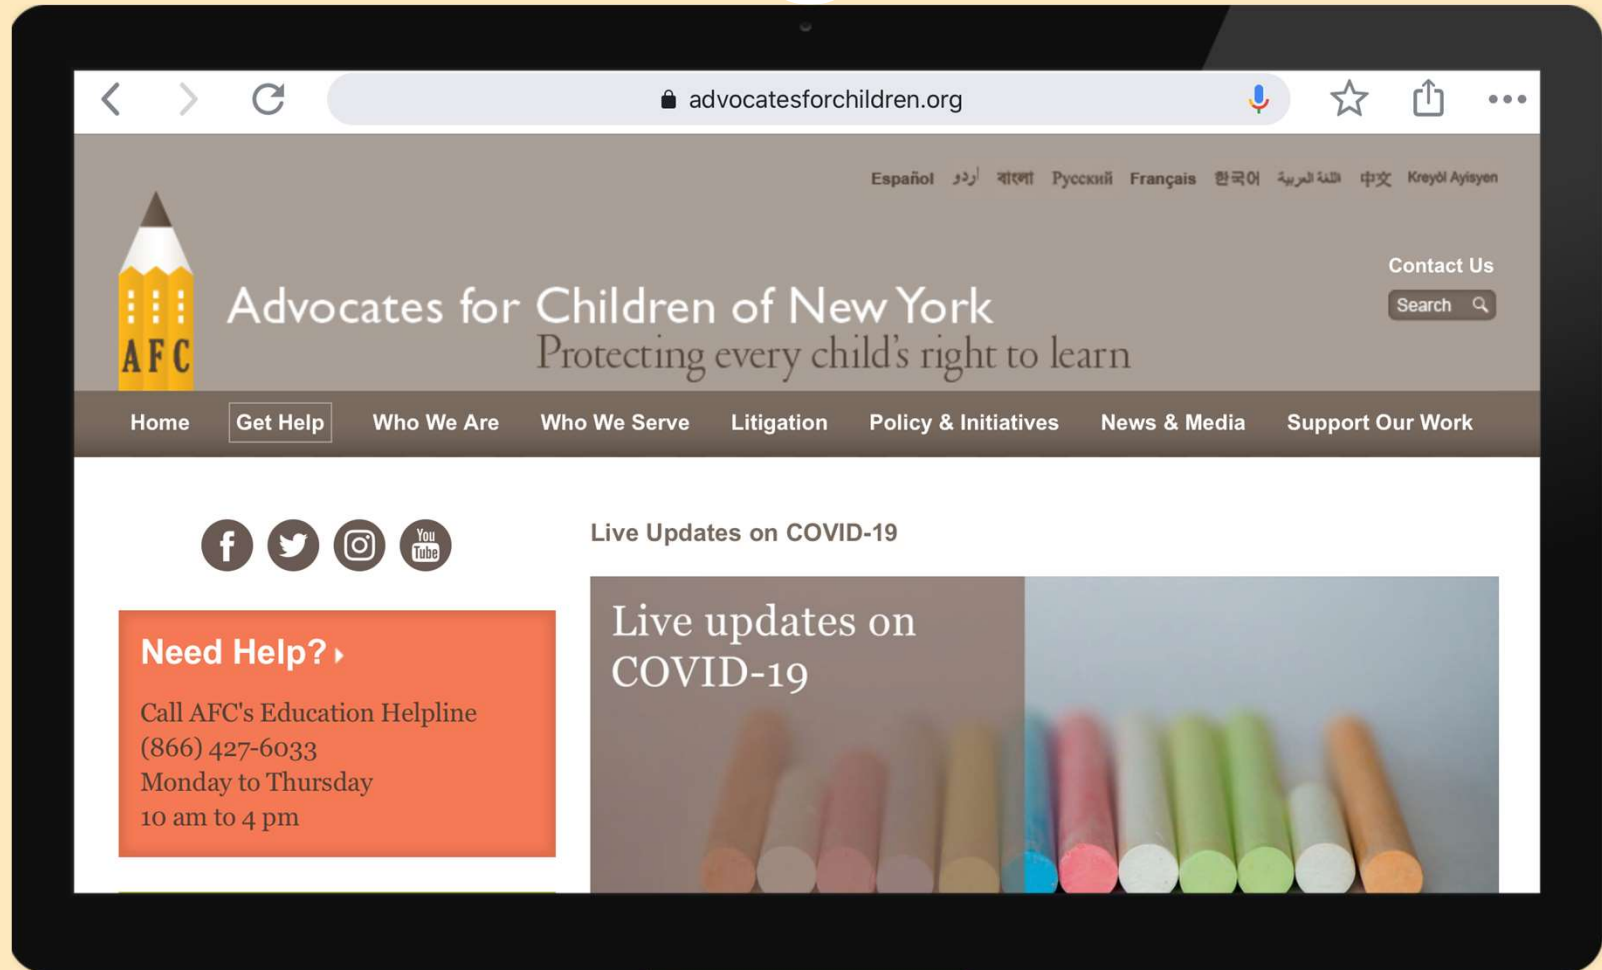 advocatesforchildren.org
Español اردو বাংলা Русский Français 한국어 اللغة العربية 中文 Kreyòl Ayisyen
Contact Us
Search
AFC
Advocates for Children of New York
Protecting every child's right to learn
Home Get Help Who We Are Who We Serve Litigation Policy & Initiatives News & Media Support Our Work
f You Tube
Live Updates on COVID-19
Need Help?
Call AFC's Education Helpline
(866) 427-6033
Monday to Thursday
10 am to 4 pm
Live updates on
COVID-19